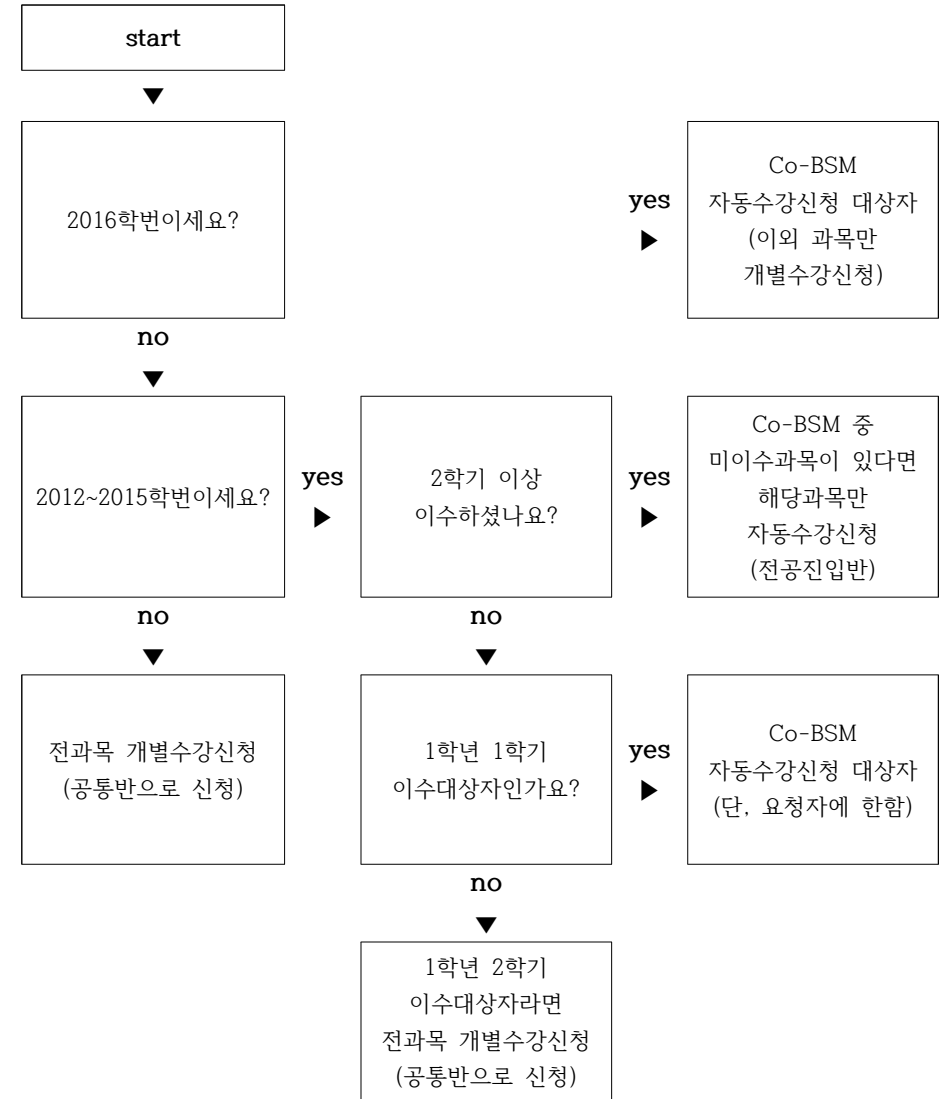 start
▼
2016학번이세요?
yes
▶
Co-BSM
자동수강신청 대상자
(이외 과목만
개별수강신청)
no
▼
2012~2015학번이세요?
yes
▶
2학기 이상
이수하셨나요?
yes
▶
Co-BSM 중
미이수과목이 있다면
해당과목만
자동수강신청
(전공진입반)
no
▼
no
▼
전과목 개별수강신청
(공통반으로 신청)
1학년 1학기
이수대상자인가요?
yes
▶
Co-BSM
자동수강신청 대상자
(단, 요청자에 한함)
no
▼
1학년 2학기
이수대상자라면
전과목 개별수강신청
(공통반으로 신청)